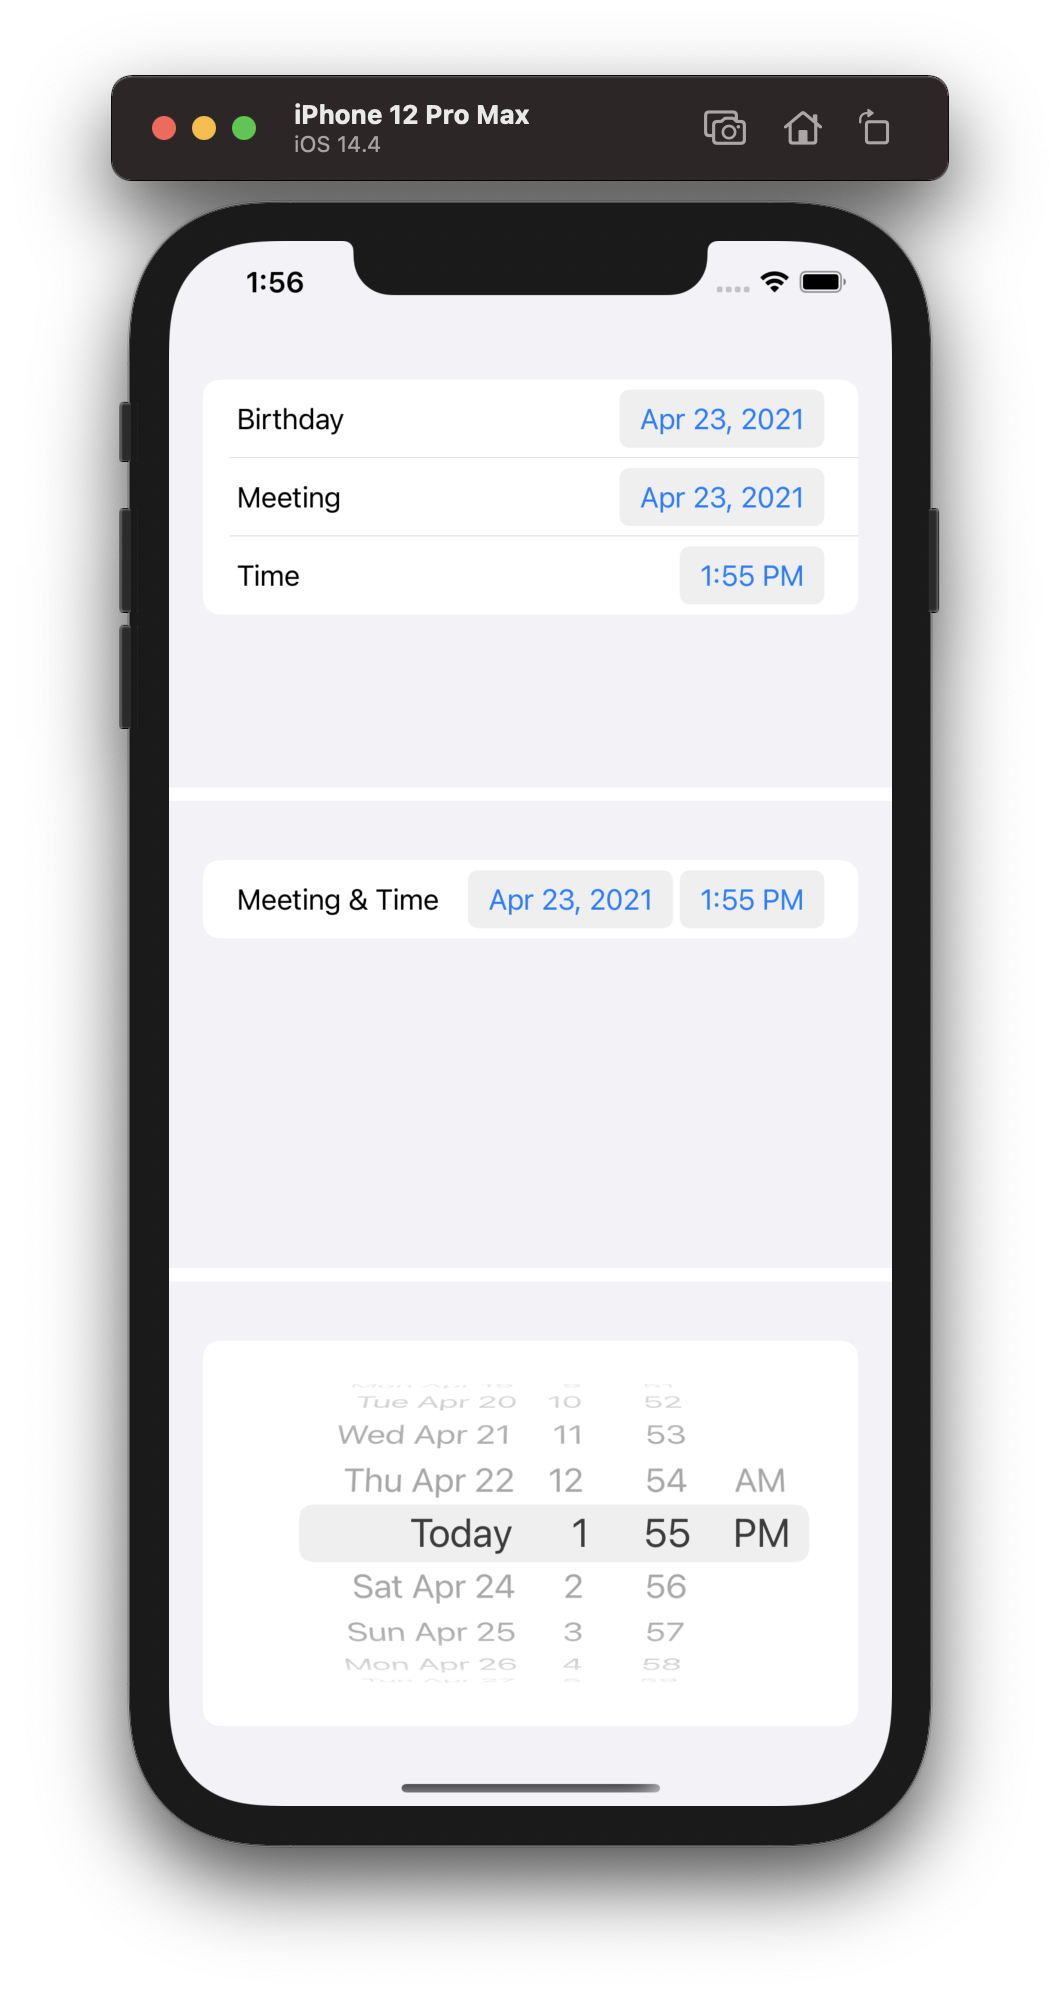 iPhone 12 Pro Max
iOS 14.4
1:56
Birthday Apr 23, 2021
Meeting Apr 23, 2021
Time 1:55 PM
Meeting & Time Apr 23, 2021 1:55 PM
Tue Apr 20 10 52
Wed Apr 21 11 53
Thu Apr 22 12 54 AM
Today 1 55 PM
Sat Apr 24 2 56
Sun Apr 25 3 57
Mon Apr 26 4 58